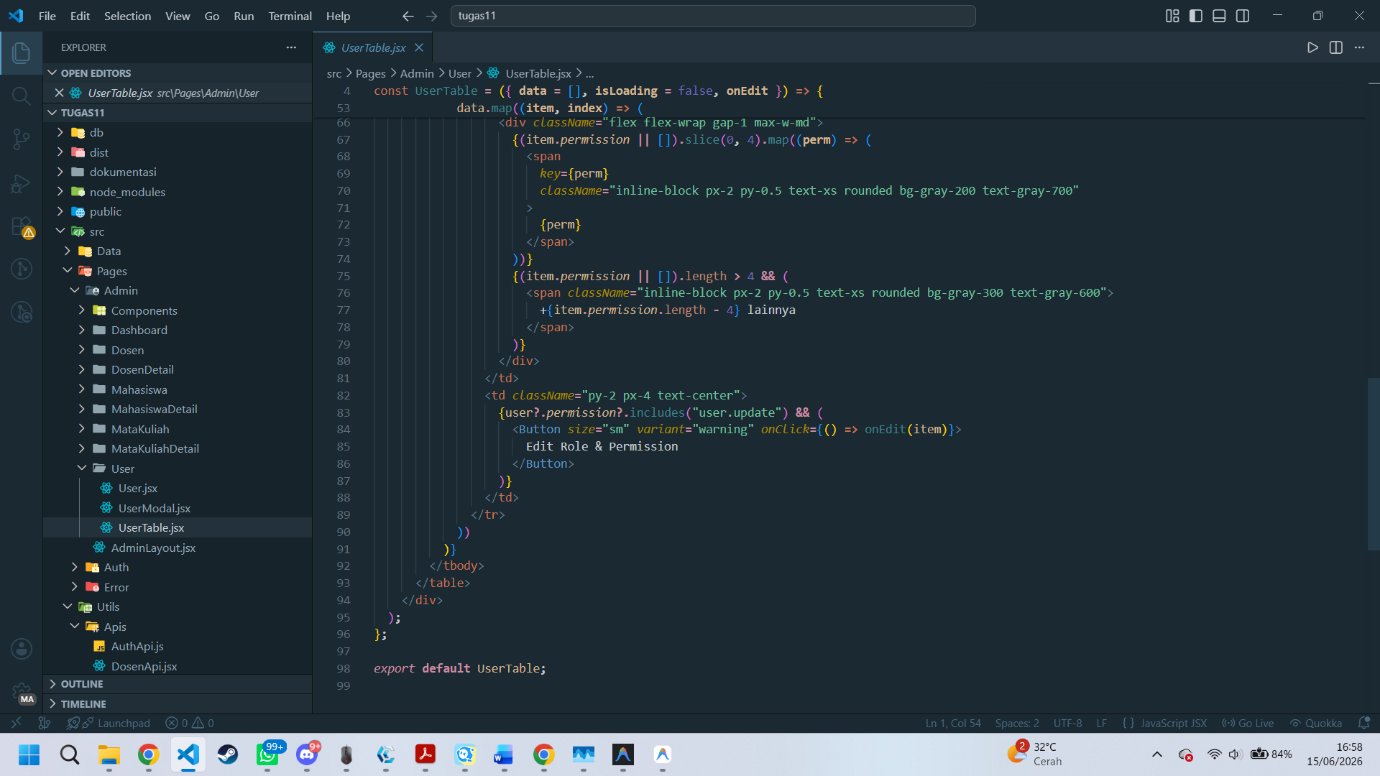 File Edit Selection View Go Run Terminal Help
tugas11
EXPLORER
OPEN EDITORS
UserTable.jsx src\Pages\Admin\User
TUGAS11
db
dist
dokumentasi
node_modules
public
src
Data
Pages
Admin
Components
Dashboard
Dosen
DosenDetail
Mahasiswa
MahasiswaDetail
MataKuliah
MataKuliahDetail
User
User.jsx
UserModal.jsx
UserTable.jsx
AdminLayout.jsx
Auth
Error
Utils
Apis
AuthApi.js
DosenApi.jsx
OUTLINE
TIMELINE
MA
UserTable.jsx
src > Pages > Admin > User > UserTable.jsx > ...
4 const UserTable = ({ data = [], isLoading = false, onEdit }) => {
53 data.map((item, index) => (
66 <div className="flex flex-wrap gap-1 max-w-md">
67 {(item.permission || []).slice(0, 4).map((perm) => (
68 <span
69 key={perm}
70 className="inline-block px-2 py-0.5 text-xs rounded bg-gray-200 text-gray-700"
71 >
72 {perm}
73 </span>
74 ))}
75 {(item.permission || []).length > 4 && (
76 <span className="inline-block px-2 py-0.5 text-xs rounded bg-gray-300 text-gray-600">
77 +{item.permission.length - 4} lainnya
78 </span>
79 )}
80 </div>
81 </td>
82 <td className="py-2 px-4 text-center">
83 {user?.permission?.includes("user.update") && (
84 <Button size="sm" variant="warning" onClick={() => onEdit(item)}>
85 Edit Role & Permission
86 </Button>
87 )}
88 </td>
89 </tr>
90 ))
91 )}
92 </tbody>
93 </table>
94 </div>
95 );
96 };
97
98 export default UserTable;
99
Launchpad 0 0
Ln 1, Col 54 Spaces: 2 UTF-8 LF {} JavaScript JSX Go Live Quokka
99+
9+
2
32°C
Cerah
84%
16:58
15/06/2026